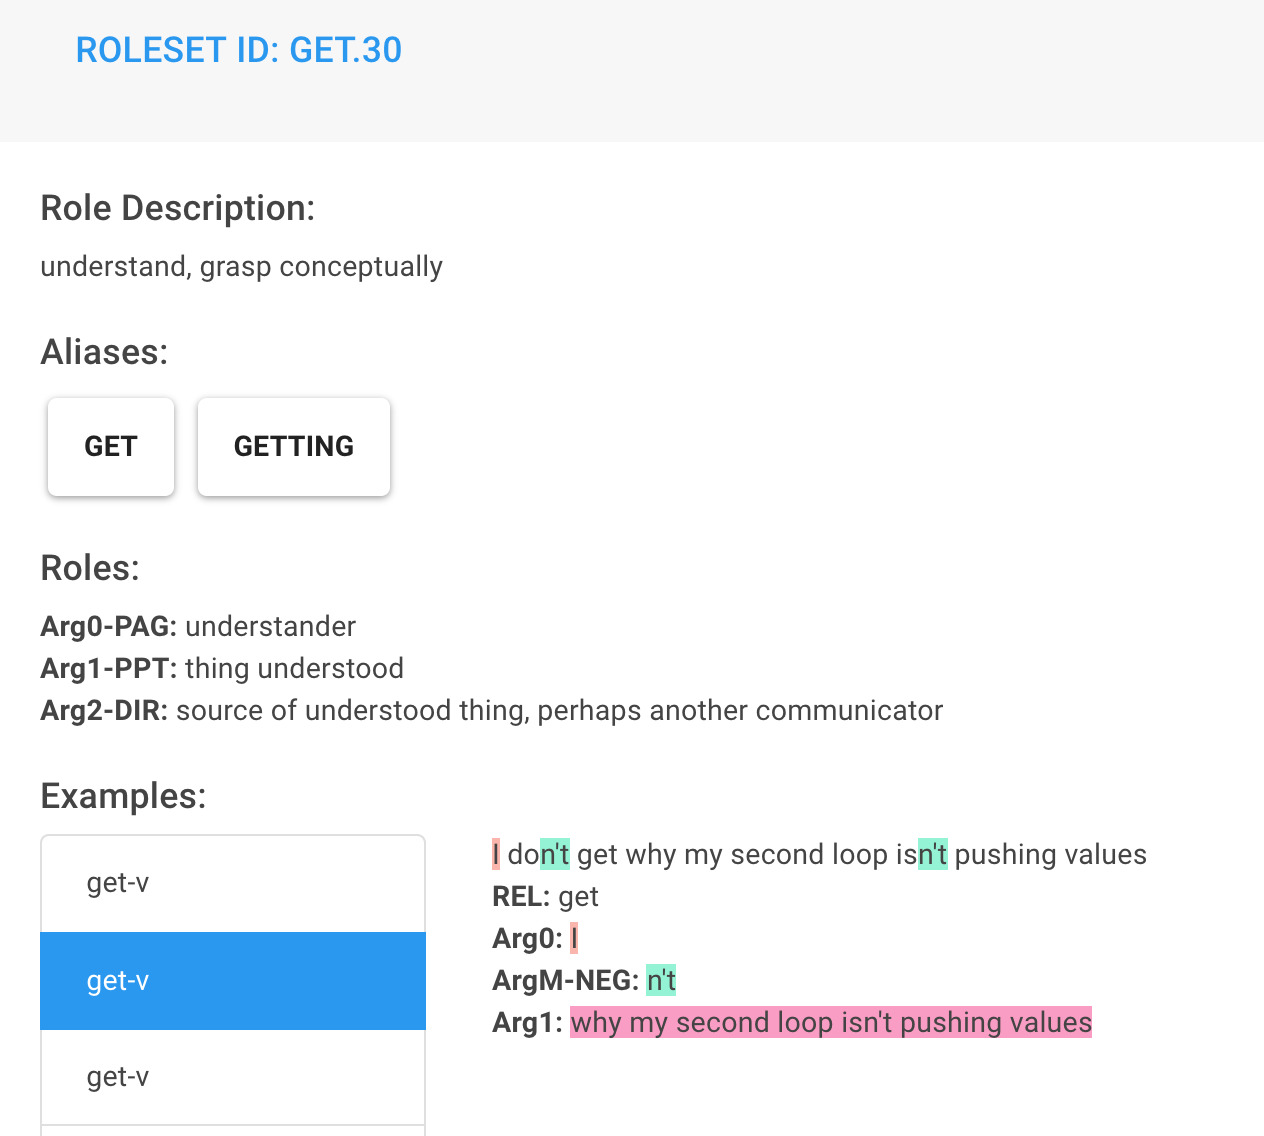 ROLESET ID: GET.30
Role Description:
understand, grasp conceptually
Aliases:
GET
GETTING
Roles:
Arg0-PAG: understander
Arg1-PPT: thing understood
Arg2-DIR: source of understood thing, perhaps another communicator
Examples:
get-v
get-v
get-v
I don't get why my second loop isn't pushing values
REL: get
Arg0: I
ArgM-NEG: n't
Arg1: why my second loop isn't pushing values